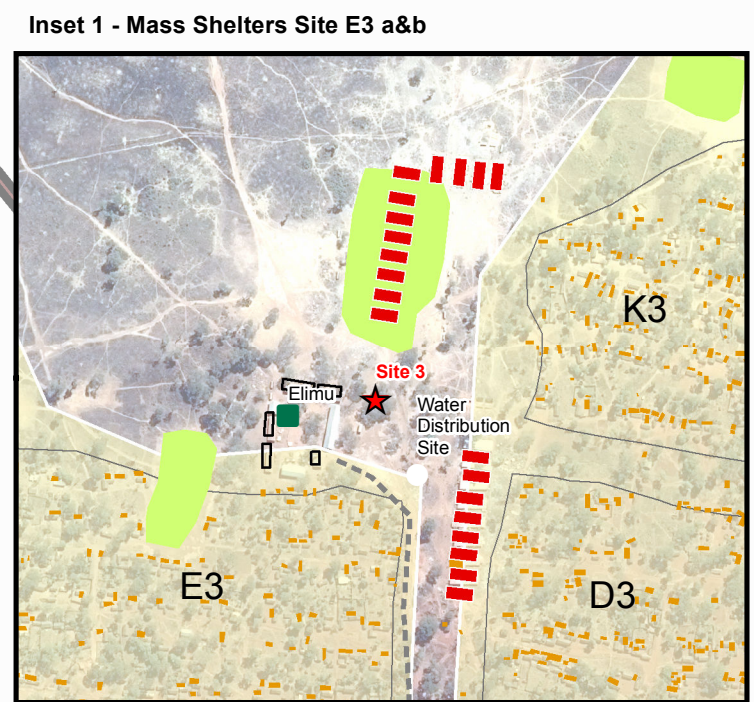 Inset 1 - Mass Shelters Site E3 a&b
K3
Site 3
Elimu
Water
Distribution
Site
E3
D3